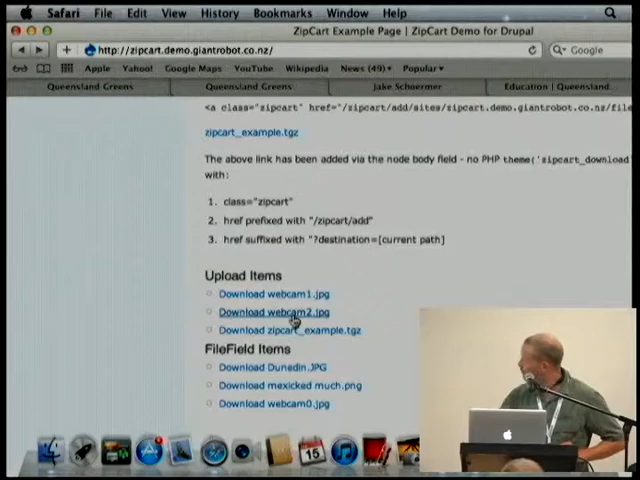 Safari File Edit View History Bookmarks Window Help
ZipCart Example Page | ZipCart Demo for Drupal
http://zipcart.demo.giantrobot.co.nz/
Google
Apple Yahoo! Google Maps YouTube Wikipedia News (49) Popular
Queensland Greens Queensland Greens Jake Schoermer Education | Queensland...
<a class="zipcart" href="/zipcart/add/sites/zipcart.demo.giantrobot.co.nz/file
zipcart_example.tgz
The above link has been added via the node body field - no PHP theme('zipcart_download
with:
1. class="zipcart"
2. href prefixed with "/zipcart/add"
3. href suffixed with "?destination=[current path]
Upload Items
Download webcam1.jpg
Download webcam2.jpg
Download zipcart_example.tgz
FileField Items
Download Dunedin.JPG
Download mexicked much.png
Download webcam0.jpg
15